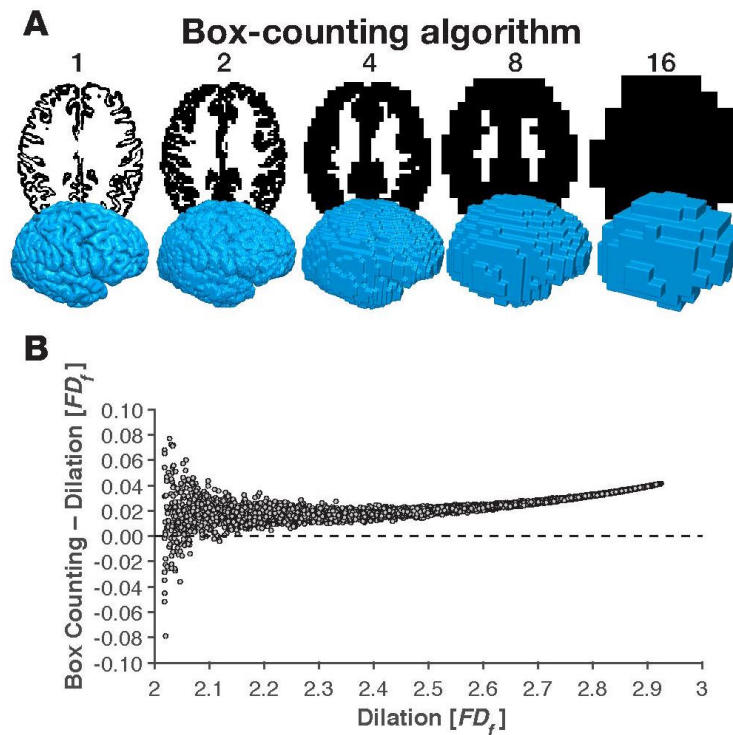 A
Box-counting algorithm
1 2 4 8 16
B
Box Counting – Dilation [FDf]
0.10
0.08
0.06
0.04
0.02
0.00
-0.02
-0.04
-0.06
-0.08
-0.10
2 2.1 2.2 2.3 2.4 2.5 2.6 2.7 2.8 2.9 3
Dilation [FDf]